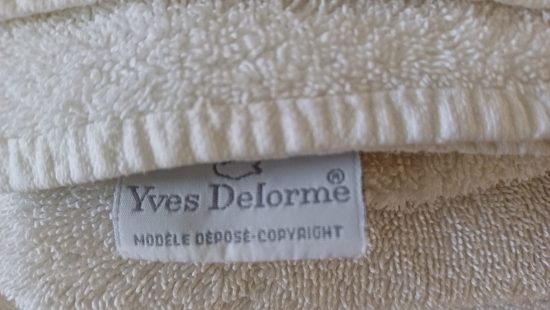 Yves Delorme®
MODÈLE DÉPOSÉ-COPYRIGHT